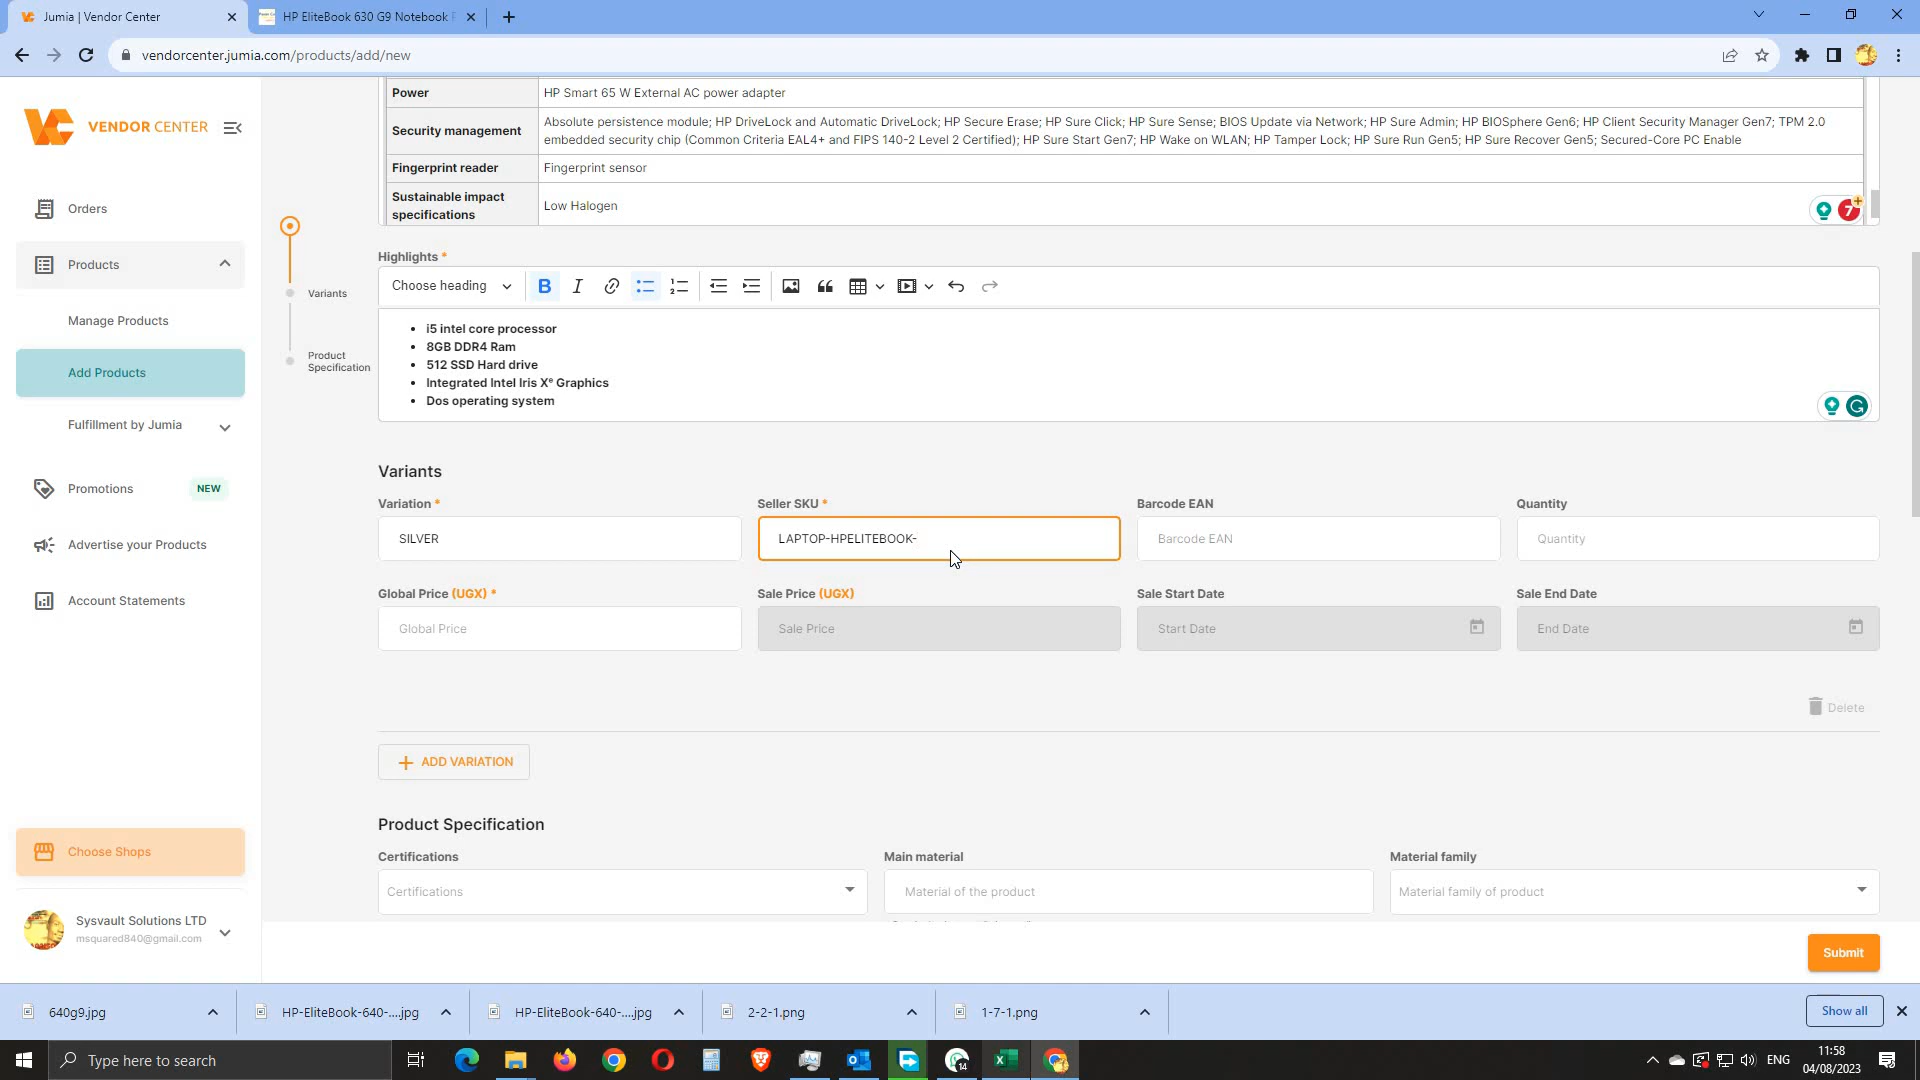 Jumia | Vendor Center
HP EliteBook 630 G9 Notebook
vendorcenter.jumia.com/products/add/new
VENDOR CENTER
Orders
Products
Manage Products
Add Products
Fulfillment by Jumia
Promotions
NEW
Advertise your Products
Account Statements
Choose Shops
Sysvault Solutions LTD
msquared840@gmail.com
Variants
Product
Specification
Power
HP Smart 65 W External AC power adapter
Security management
Absolute persistence module; HP DriveLock and Automatic DriveLock; HP Secure Erase; HP Sure Click; HP Sure Sense; BIOS Update via Network; HP Sure Admin; HP BIOSphere Gen6; HP Client Security Manager Gen7; TPM 2.0
embedded security chip (Common Criteria EAL4+ and FIPS 140-2 Level 2 Certified); HP Sure Start Gen7; HP Wake on WLAN; HP Tamper Lock; HP Sure Run Gen5; HP Sure Recover Gen5; Secured-Core PC Enable
Fingerprint reader
Fingerprint sensor
Sustainable impact
specifications
Low Halogen
7
Highlights *
Choose heading
B
I
• i5 intel core processor
• 8GB DDR4 Ram
• 512 SSD Hard drive
• Integrated Intel Iris Xᵉ Graphics
• Dos operating system
Variants
Variation *
Seller SKU *
Barcode EAN
Quantity
SILVER
LAPTOP-HPELITEBOOK-
Barcode EAN
Quantity
Global Price (UGX) *
Sale Price (UGX)
Sale Start Date
Sale End Date
Global Price
Sale Price
Start Date
End Date
Delete
ADD VARIATION
Product Specification
Certifications
Main material
Material family
Certifications
Material of the product
Material family of product
Submit
640g9.jpg
HP-EliteBook-640-....jpg
HP-EliteBook-640-....jpg
2-2-1.png
1-7-1.png
Show all
Type here to search
14
ENG
11:58
04/08/2023